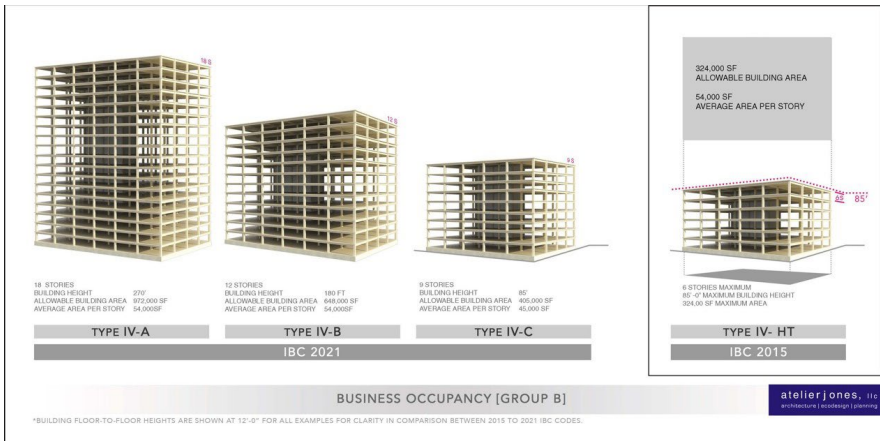 18 S
12 S
9 S
324,000 SF
ALLOWABLE BUILDING AREA
54,000 SF
AVERAGE AREA PER STORY
85'
18 STORIES
BUILDING HEIGHT 270'
ALLOWABLE BUILDING AREA 972,000 SF
AVERAGE AREA PER STORY 54,000SF
TYPE IV-A
12 STORIES
BUILDING HEIGHT 180 FT
ALLOWABLE BUILDING AREA 648,000 SF
AVERAGE AREA PER STORY 54,000SF
TYPE IV-B
9 STORIES
BUILDING HEIGHT 85'
ALLOWABLE BUILDING AREA 405,000 SF
AVERAGE AREA PER STORY 45,000 SF
TYPE IV-C
IBC 2021
6 STORIES MAXIMUM
85'-0" MAXIMUM BUILDING HEIGHT
324,00 SF MAXIMUM AREA
TYPE IV- HT
IBC 2015
BUSINESS OCCUPANCY [GROUP B]
atelierjones, llc
architecture | ecodesign | planning
*BUILDING FLOOR-TO-FLOOR HEIGHTS ARE SHOWN AT 12'-0" FOR ALL EXAMPLES FOR CLARITY IN COMPARISON BETWEEN 2015 TO 2021 IBC CODES.